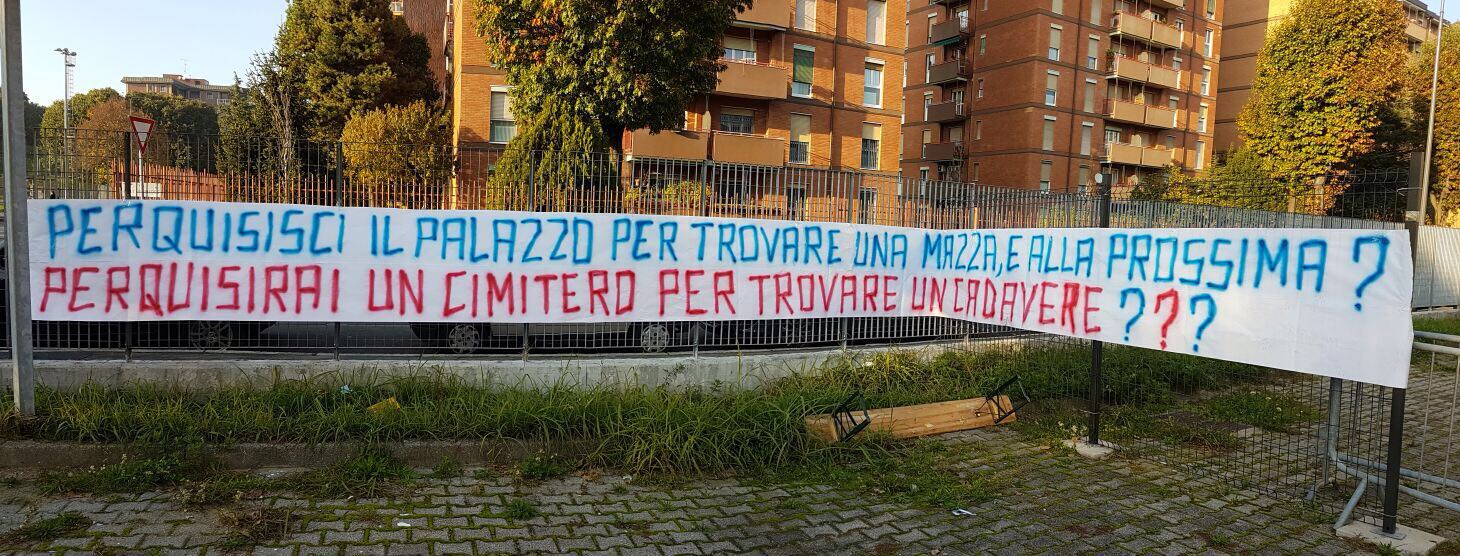 PERQUISISCI IL PALAZZO PER TROVARE UNA MAZZA, E ALLA PROSSIMA ?
PERQUISIRAI UN CIMITERO PER TROVARE UN CADAVERE ???